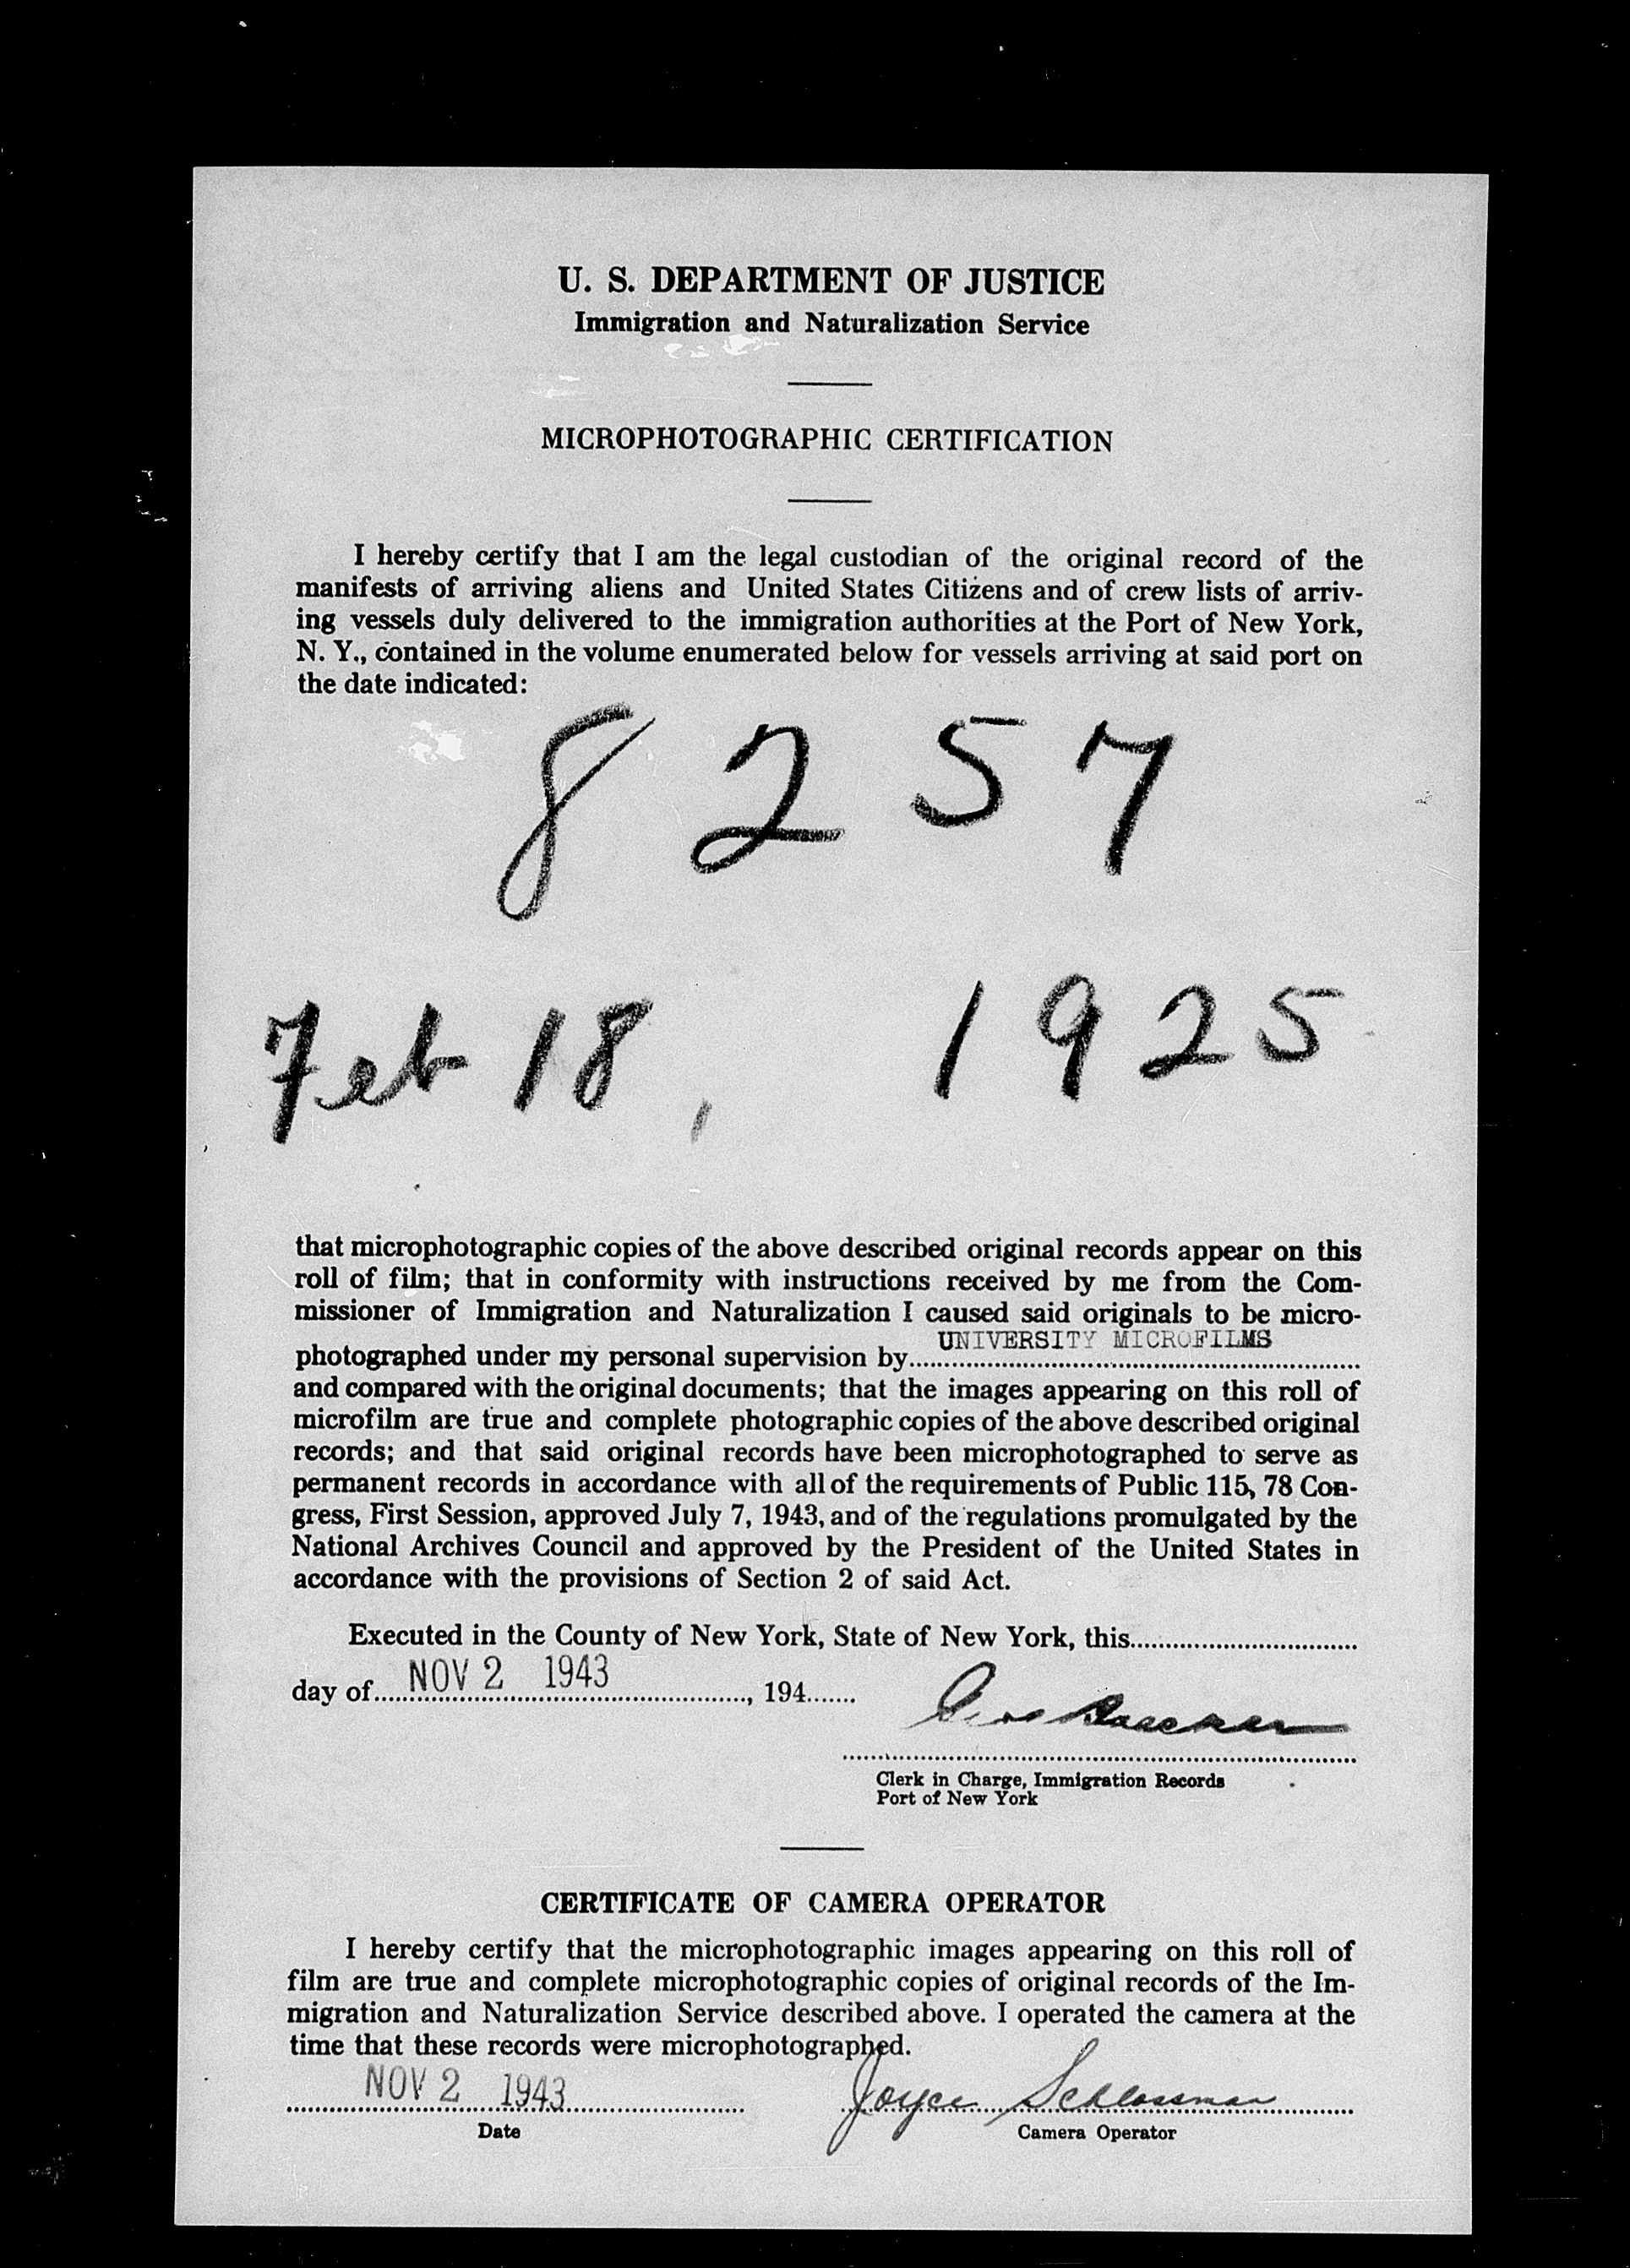 U. S. DEPARTMENT OF JUSTICE
Immigration and Naturalization Service
MICROPHOTOGRAPHIC CERTIFICATION
I hereby certify that I am the legal custodian of the original record of the
manifests of arriving aliens and United States Citizens and of crew lists of arriv-
ing vessels duly delivered to the immigration authorities at the Port of New York,
N. Y., contained in the volume enumerated below for vessels arriving at said port on
the date indicated:
8257
Feb 18, 1925
that microphotographic copies of the above described original records appear on this
roll of film; that in conformity with instructions received by me from the Com-
missioner of Immigration and Naturalization I caused said originals to be micro-
photographed under my personal supervision by UNIVERSITY MICROFILMS
and compared with the original documents; that the images appearing on this roll of
microfilm are true and complete photographic copies of the above described original
records; and that said original records have been microphotographed to serve as
permanent records in accordance with all of the requirements of Public 115, 78 Con-
gress, First Session, approved July 7, 1943, and of the regulations promulgated by the
National Archives Council and approved by the President of the United States in
accordance with the provisions of Section 2 of said Act.
Executed in the County of New York, State of New York, this
day of NOV 2 1943, 194
Clerk in Charge, Immigration Records
Port of New York
CERTIFICATE OF CAMERA OPERATOR
I hereby certify that the microphotographic images appearing on this roll of
film are true and complete microphotographic copies of original records of the Im-
migration and Naturalization Service described above. I operated the camera at the
time that these records were microphotographed.
NOV 2 1943 Joyce Schlossman
Date Camera Operator